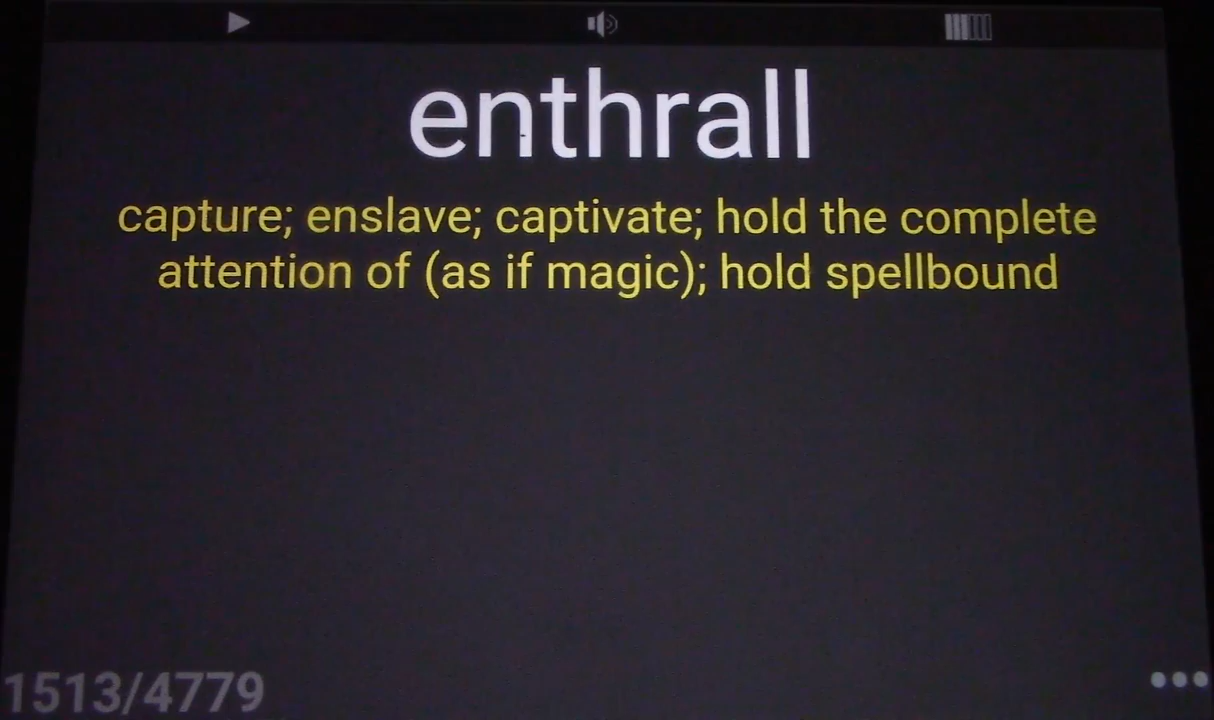 enthrall
capture; enslave; captivate; hold the complete
attention of (as if magic); hold spellbound
1513/4779